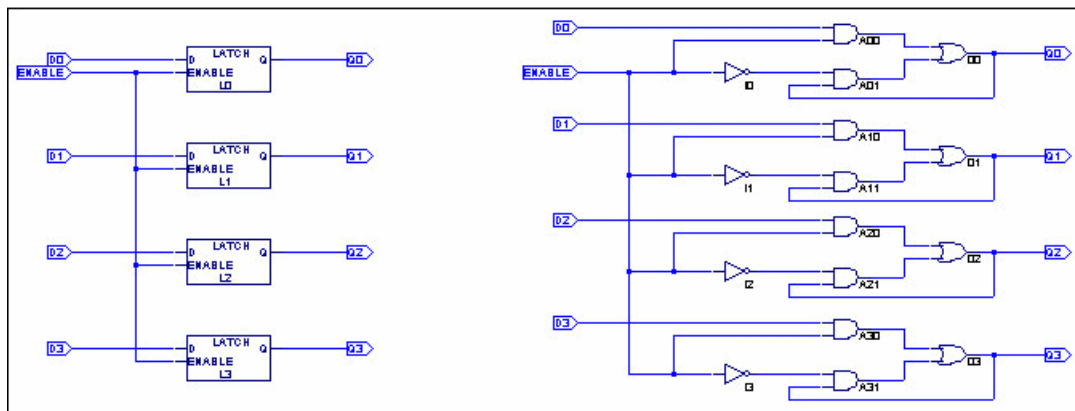 D0
ENABLE
LATCH
D Q
ENABLE
L0
Q0
D1
LATCH
D Q
ENABLE
L1
Q1
D2
LATCH
D Q
ENABLE
L2
Q2
D3
LATCH
D Q
ENABLE
L3
Q3
D0
ENABLE
A00
I0
A01
O0
Q0
D1
A10
I1
A11
O1
Q1
D2
A20
I2
A21
O2
Q2
D3
A30
I3
A31
O3
Q3